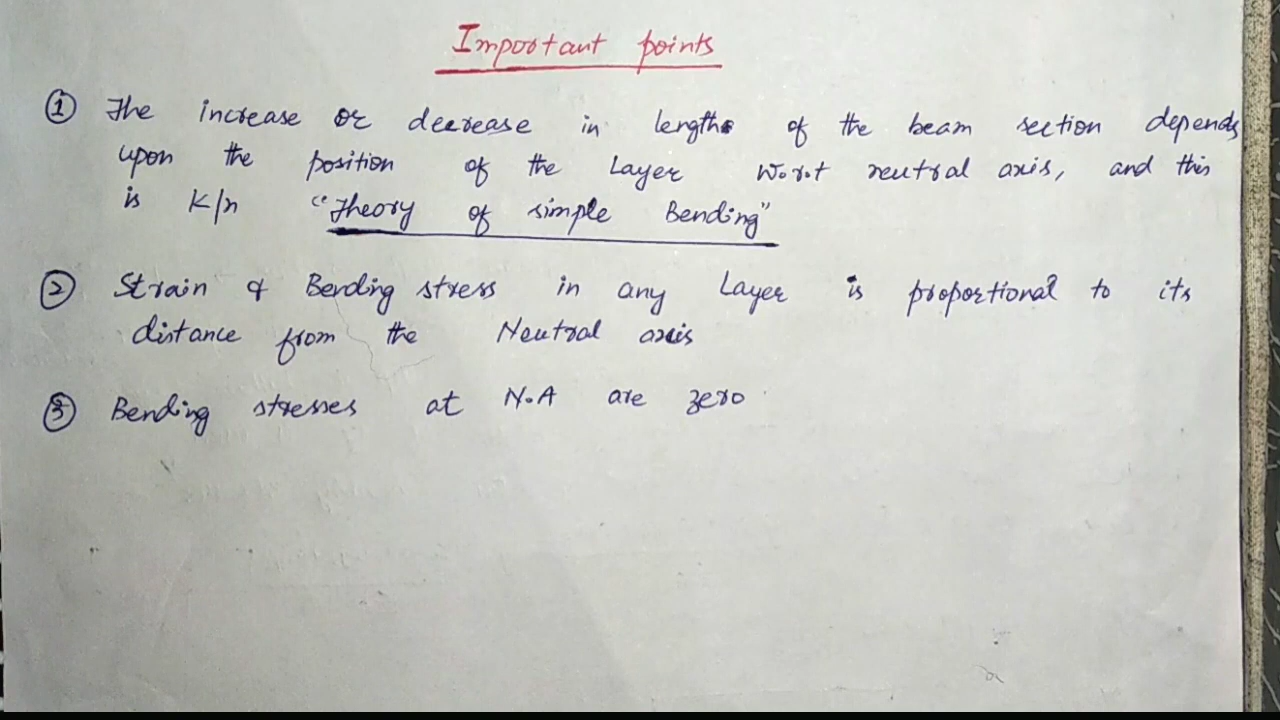 Important points
① The increase or decrease in length of the beam section depends
upon the position of the Layer w.r.t neutral axis, and this
is K/n "Theory of simple Bending"
② Strain & Bending stress in any Layer is proportional to its
distance from the Neutral axis
③ Bending stresses at N.A are zero